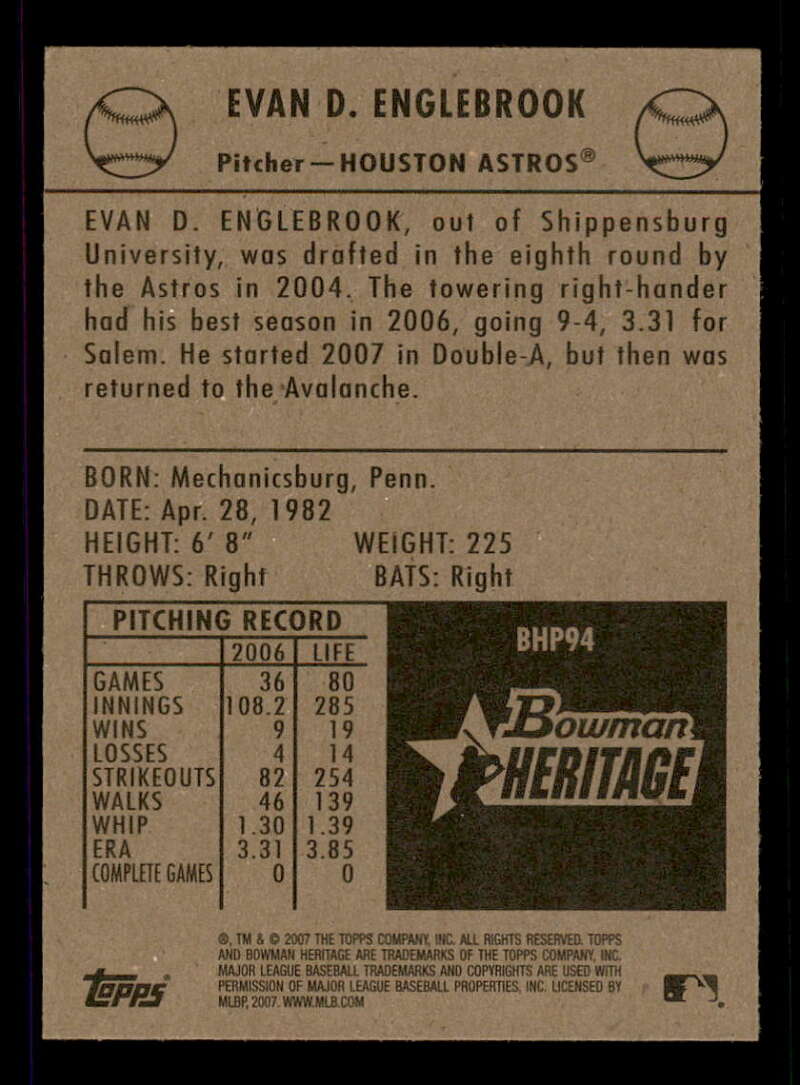 EVAN D. ENGLEBROOK
Pitcher—HOUSTON ASTROS®
EVAN D. ENGLEBROOK, out of Shippensburg
University, was drafted in the eighth round by
the Astros in 2004. The towering right-hander
had his best season in 2006, going 9-4, 3.31 for
Salem. He started 2007 in Double-A, but then was
returned to the Avalanche.
BORN: Mechanicsburg, Penn.
DATE: Apr. 28, 1982
HEIGHT: 6' 8" WEIGHT: 225
THROWS: Right BATS: Right
PITCHING RECORD
2006 LIFE
GAMES 36 80
INNINGS 108.2 285
WINS 9 19
LOSSES 4 14
STRIKEOUTS 82 254
WALKS 46 139
WHIP 1.30 1.39
ERA 3.31 3.85
COMPLETE GAMES 0 0
BHP94
Bowman
HERITAGE
®, TM & © 2007 THE TOPPS COMPANY, INC. ALL RIGHTS RESERVED. TOPPS
AND BOWMAN HERITAGE ARE TRADEMARKS OF THE TOPPS COMPANY, INC.
MAJOR LEAGUE BASEBALL TRADEMARKS AND COPYRIGHTS ARE USED WITH
PERMISSION OF MAJOR LEAGUE BASEBALL PROPERTIES, INC. LICENSED BY
MLBP, 2007. WWW.MLB.COM
Topps®